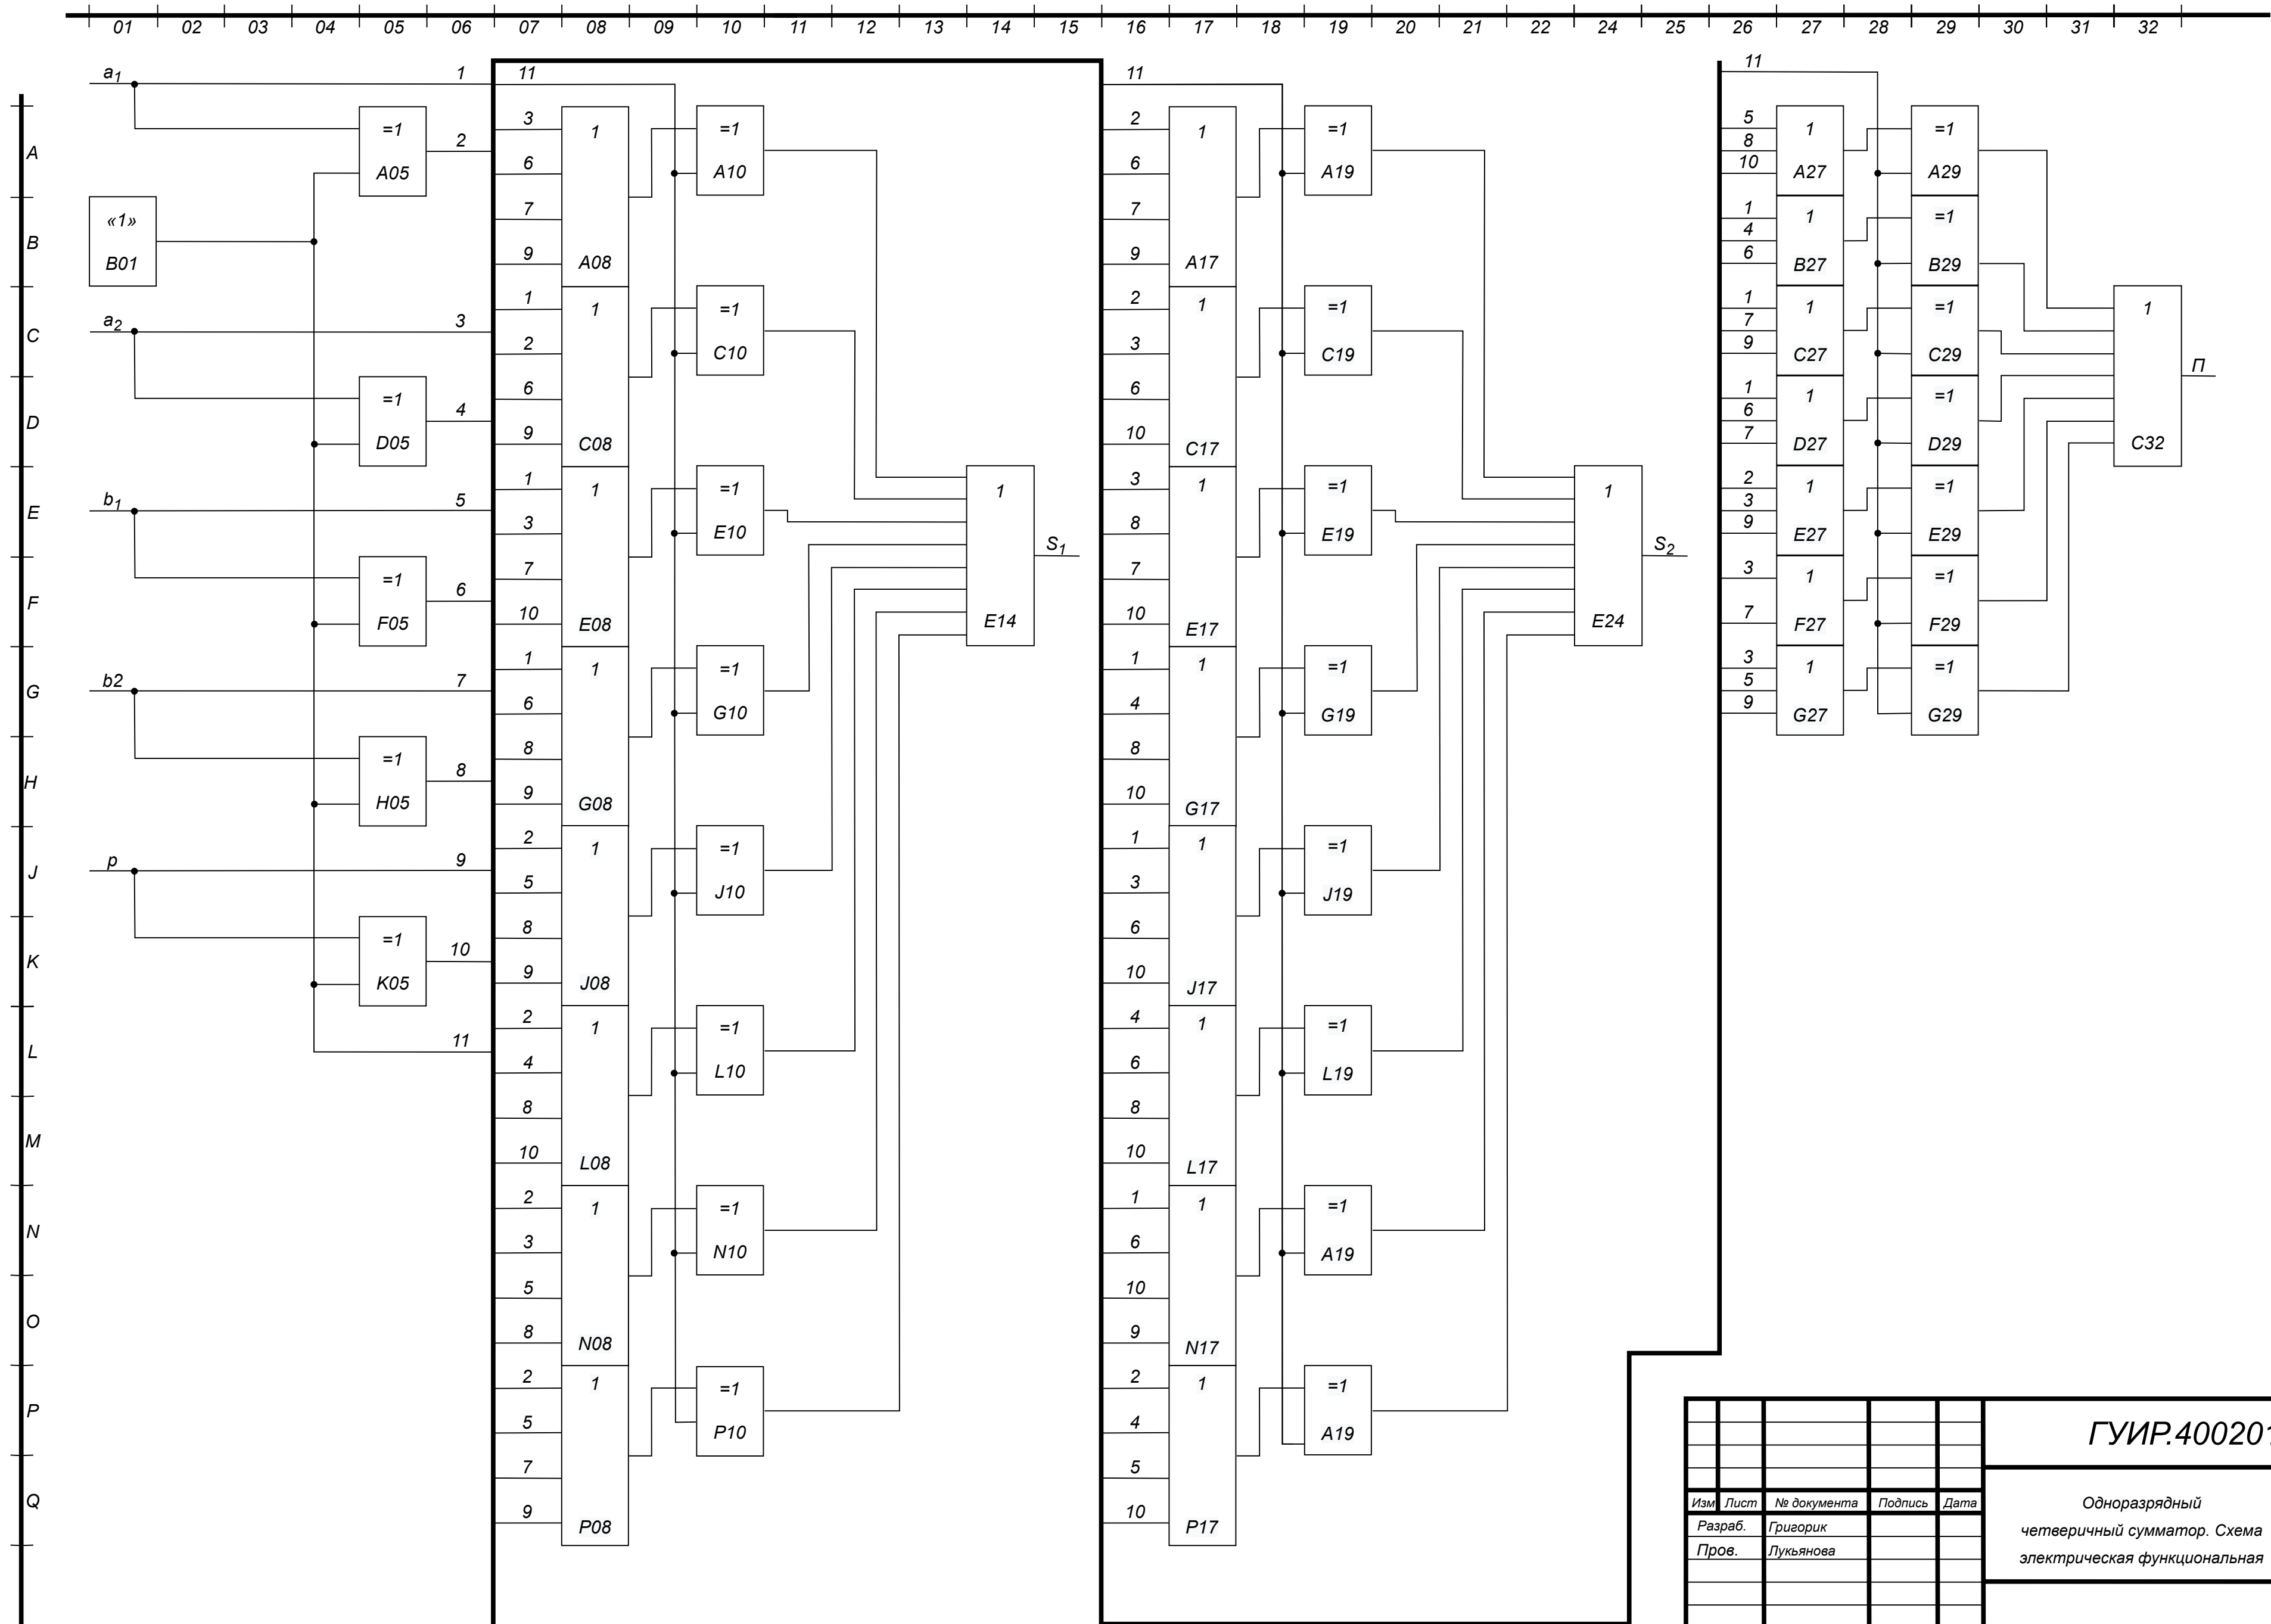 01 02 03 04 05 06 07 08 09 10 11 12 13 14 15 16 17 18 19 20 21 22 24 25 26 27 28 29 30 31 32
A
B
C
D
E
F
G
H
J
K
L
M
N
O
P
Q
a1
1
=1
A05
2
«1»
B01
a2
3
=1
D05
4
b1
5
=1
F05
6
b2
7
=1
H05
8
p
9
=1
K05
10
11
11
3
6
7
9
1
A08
1
2
6
9
1
C08
1
3
7
10
1
E08
1
6
8
9
1
G08
2
5
8
9
1
J08
2
4
8
10
1
L08
2
3
5
8
1
N08
2
5
7
9
1
P08
=1
A10
=1
C10
=1
E10
=1
G10
=1
J10
=1
L10
=1
N10
=1
P10
1
E14
S1
11
2
6
7
9
1
A17
2
3
6
10
1
C17
3
8
7
10
1
E17
1
4
8
10
1
G17
1
3
6
10
1
J17
4
6
8
10
1
L17
1
6
10
9
1
N17
2
4
5
10
1
P17
=1
A19
=1
C19
=1
E19
=1
G19
=1
J19
=1
L19
=1
A19
=1
A19
1
E24
S2
11
5
8
10
1
A27
1
4
6
1
B27
1
7
9
1
C27
1
6
7
1
D27
2
3
9
1
E27
3
7
1
F27
3
5
9
1
G27
=1
A29
=1
B29
=1
C29
=1
D29
=1
E29
=1
F29
=1
G29
1
C32
П
ГУИР.400201
Изм Лист № документа Подпись Дата
Разраб. Григорик
Пров. Лукьянова
Одноразрядный
четверичный сумматор. Схема
электрическая функциональная